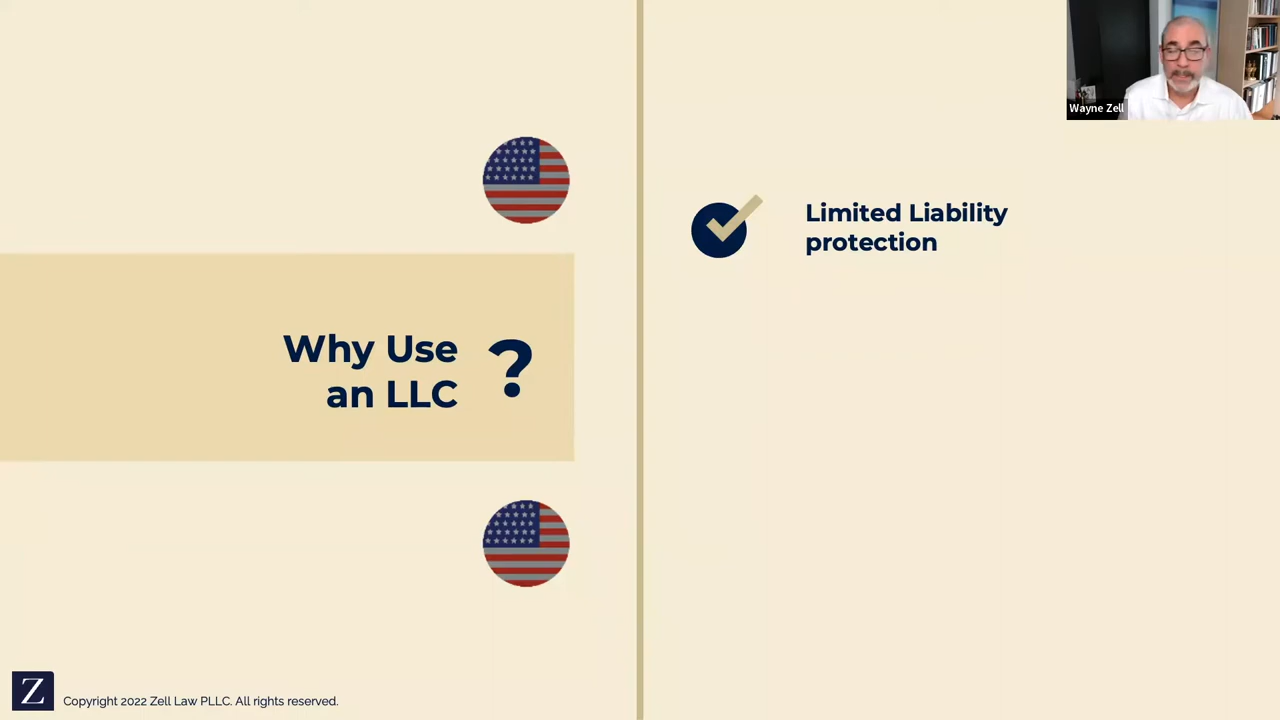 Wayne Zell
Limited Liability
protection
Why Use
an LLC
?
Z
Copyright 2022 Zell Law PLLC. All rights reserved.